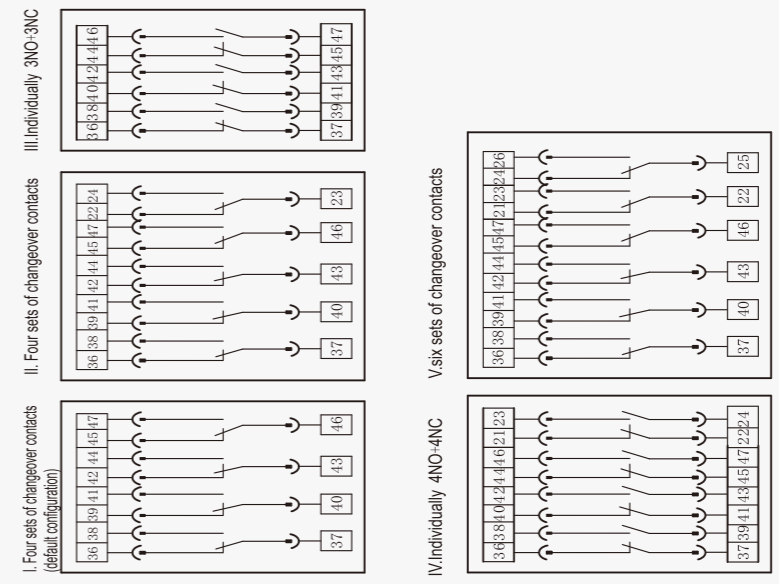 I. Four sets of changeover contacts
(default configuration)
36 38 39 41 42 44 45 47
37 40 43 46
II. Four sets of changeover contacts
36 38 39 41 42 44 45 47 22 24
37 40 43 46 23
III.Individually 3NO+3NC
36 38 40 42 44 46
37 39 41 43 45 47
IV.Individually 4NO+4NC
36 38 40 42 44 46 21 23
37 39 41 43 45 47 22 24
V.six sets of changeover contacts
36 38 39 41 42 44 45 47 21 23 24 26
37 40 43 46 22 25